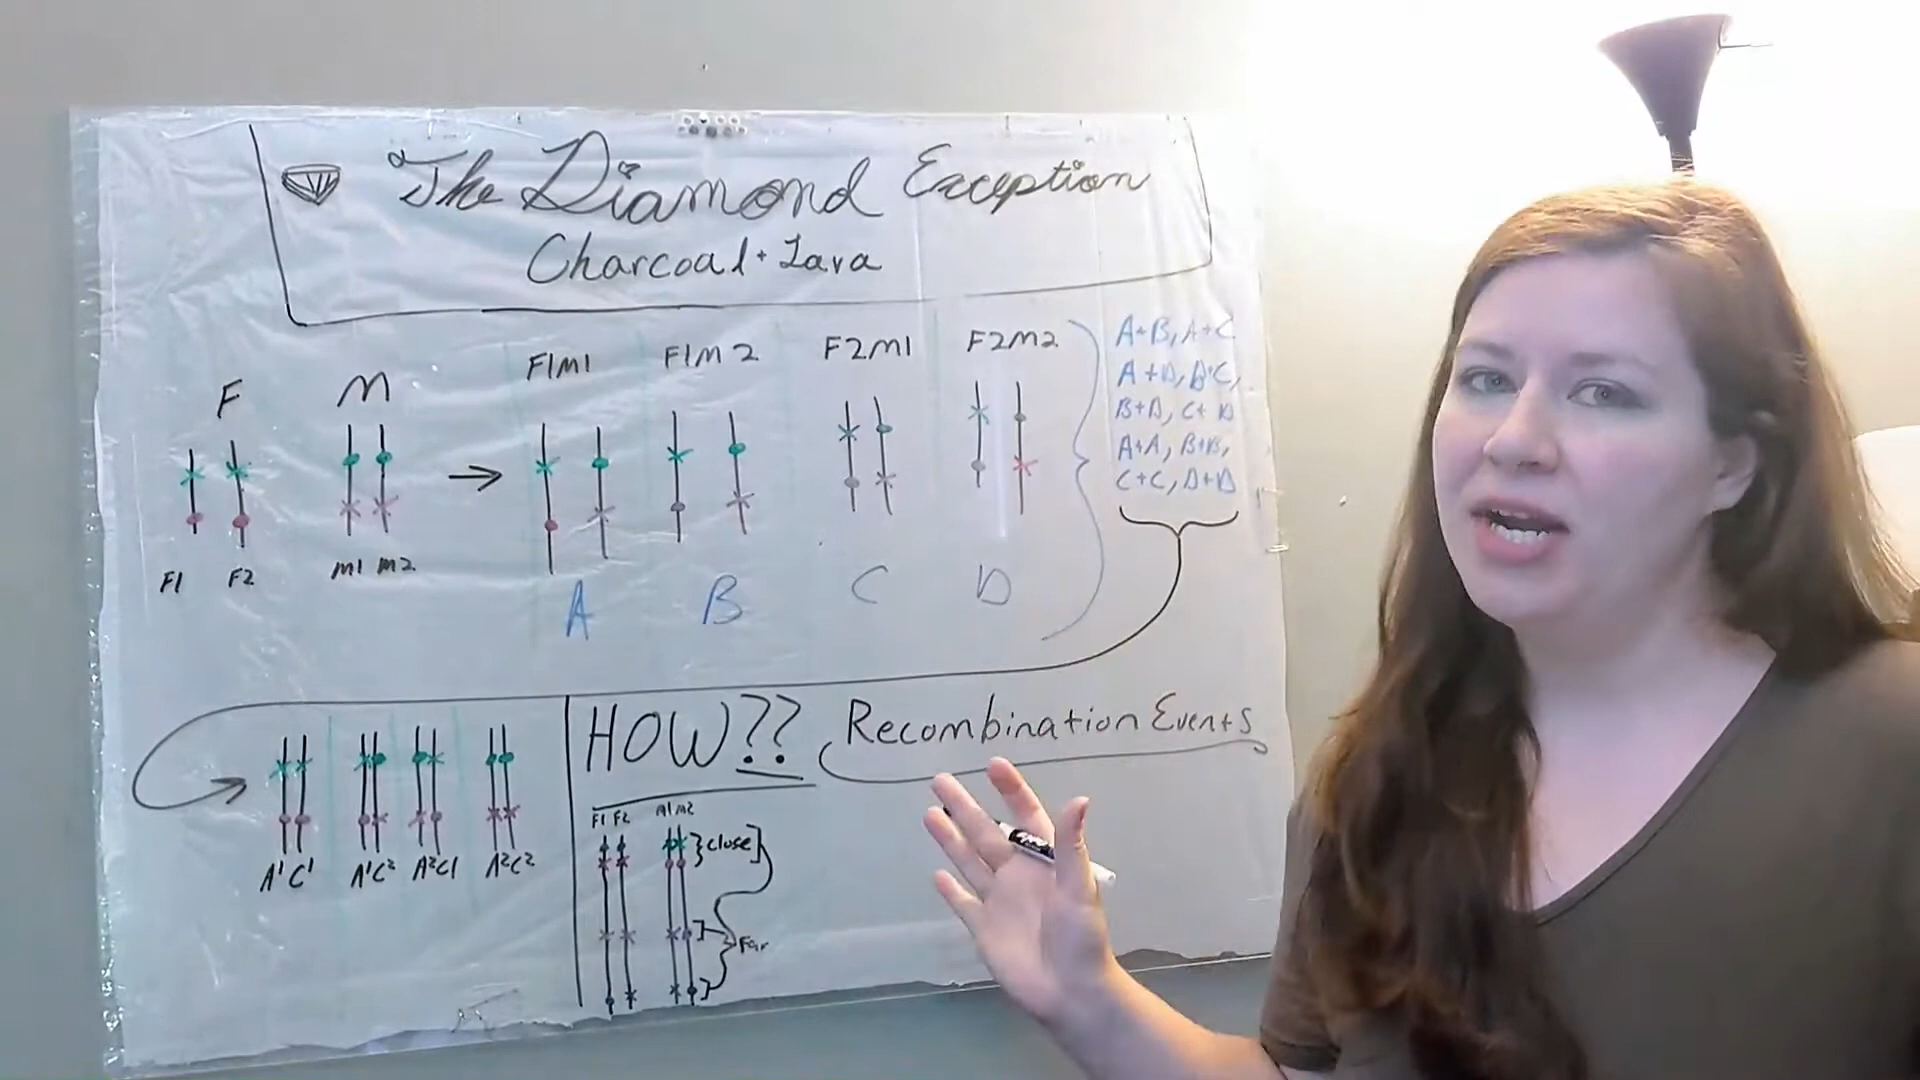 The Diamond Exception
Charcoal + Lava
F M F1M1 F1M2 F2M1 F2M2
F1 F2 M1 M2
A B C D
A+B, A+C
A+D, B+C,
B+D, C+D
A+A, B+B,
C+C, D+D
HOW?? Recombination Events
A¹C¹ A¹C² A²C1 A²C²
F1 F2 M1 M2
close
Far